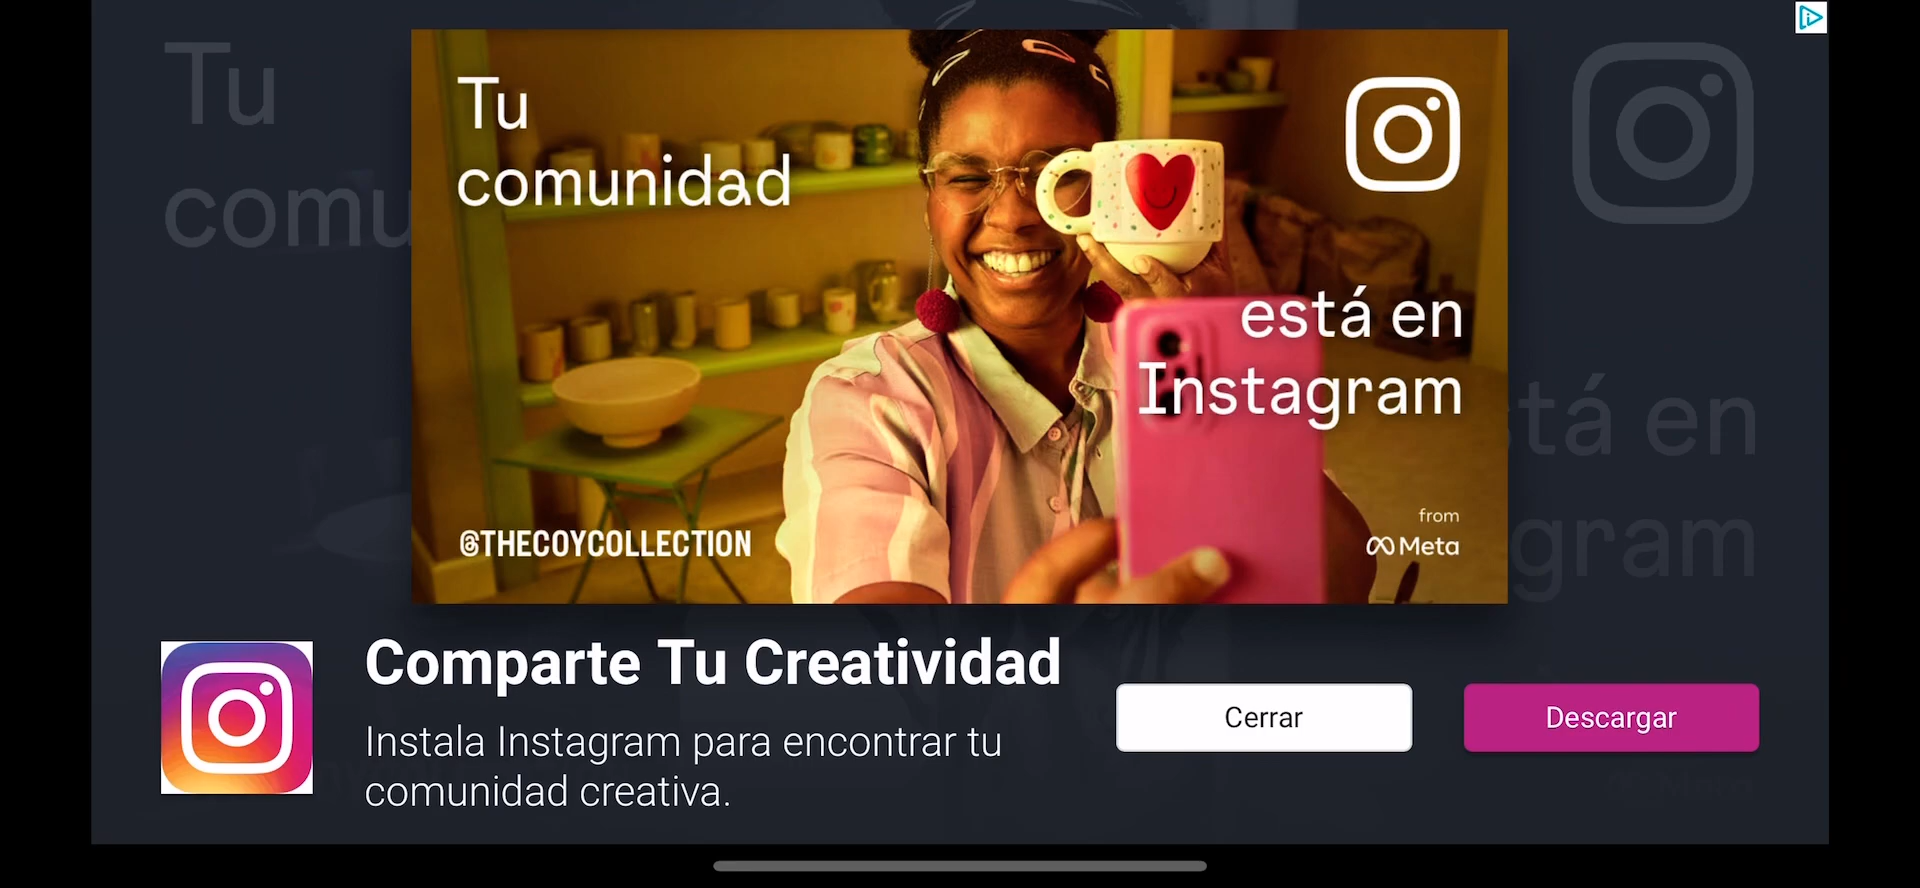 Tu
comunidad
está en
Instagram
@THECOYCOLLECTION
from
Meta
Comparte Tu Creatividad
Instala Instagram para encontrar tu
comunidad creativa.
Cerrar
Descargar